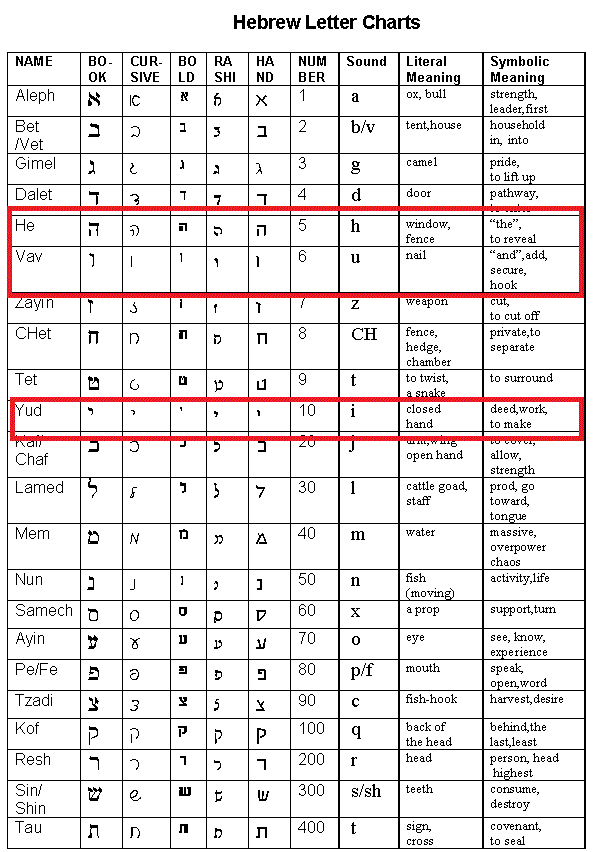 Hebrew Letter Charts
NAME BO- CUR- BO RA HA NUM Sound Literal Symbolic
OK SIVE LD SHI ND BER Meaning Meaning
Aleph א א א א א 1 a ox, bull strength,
leader,first
Bet ב ב ב ב ב 2 b/v tent,house household
/Vet in, into
Gimel ג ג ג ג ג 3 g camel pride,
to lift up
Dalet ד ד ד ד ד 4 d door pathway,
He ה ה ה ה ה 5 h window, “the”,
fence to reveal
Vav ו ו ו ו ו 6 u nail “and”,add,
secure,
hook
Zayin ז ז ז ז ז 7 z weapon cut,
to cut off
CHet ח ח ח ח ח 8 CH fence, private,to
hedge, separate
chamber
Tet ט ט ט ט ט 9 t to twist, to surround
a snake
Yud י י י י י 10 i closed deed,work,
hand to make
Kaf/ כ כ כ כ כ 20 j arm,wing to cover,
Chaf open hand allow,
strength
Lamed ל ל ל ל ל 30 l cattle goad, prod, go
staff toward,
tongue
Mem מ מ מ מ מ 40 m water massive,
overpower
chaos
Nun נ נ נ נ נ 50 n fish activity,life
(moving)
Samech ס ס ס ס ס 60 x a prop support,turn
Ayin ע ע ע ע ע 70 o eye see, know,
experience
Pe/Fe פ פ פ פ פ 80 p/f mouth speak,
open,word
Tzadi צ צ צ צ צ 90 c fish-hook harvest,desire
Kof ק ק ק ק ק 100 q back of behind,the
the head last,least
Resh ר ר ר ר ר 200 r head person, head
highest
Sin/ ש ש ש ש ש 300 s/sh teeth consume,
Shin destroy
Tau ת ת ת ת ת 400 t sign, covenant,
cross to seal